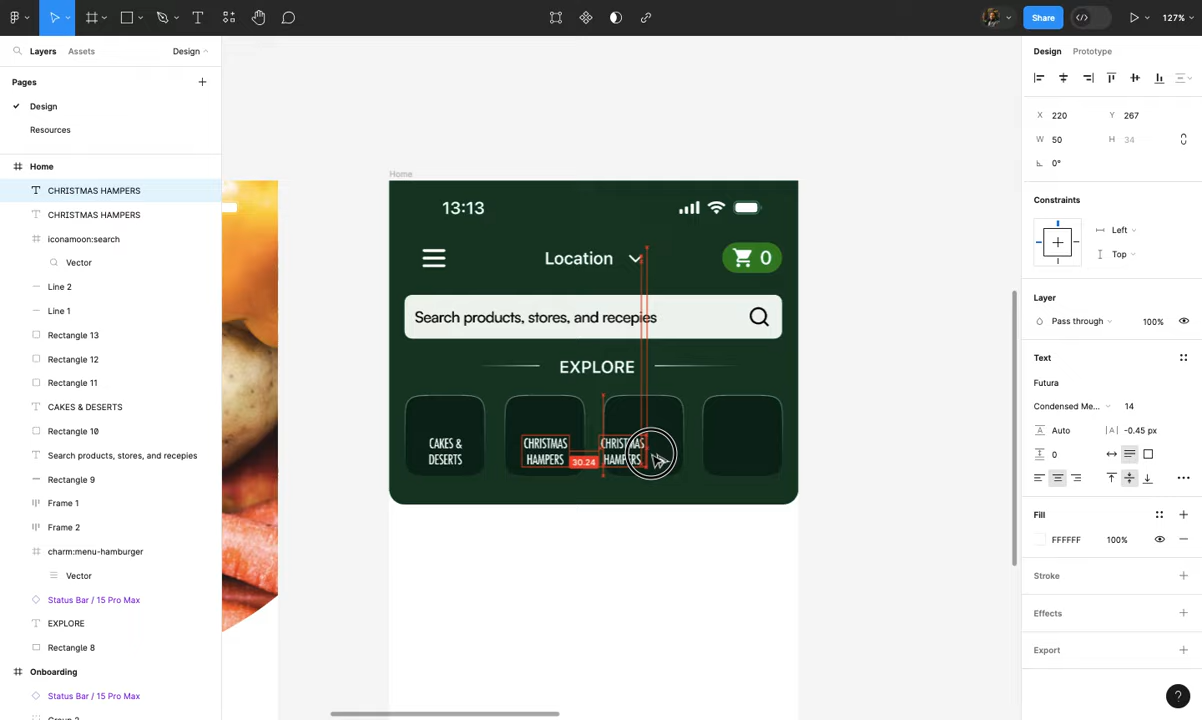 Share
127%
Layers
Assets
Design
Pages
Design
Resources
Home
CHRISTMAS HAMPERS
CHRISTMAS HAMPERS
iconamoon:search
Vector
Line 2
Line 1
Rectangle 13
Rectangle 12
Rectangle 11
CAKES & DESERTS
Rectangle 10
Search products, stores, and recepies
Rectangle 9
Frame 1
Frame 2
charm:menu-hamburger
Vector
Status Bar / 15 Pro Max
EXPLORE
Rectangle 8
Onboarding
Status Bar / 15 Pro Max
Home
13:13
Location
0
Search products, stores, and recepies
EXPLORE
CAKES &
DESERTS
CHRISTMAS
HAMPERS
30.24
CHRISTMAS
HAMPERS
Design
Prototype
X 220
Y 267
W 50
H 34
0°
Constraints
Left
Top
Layer
Pass through
100%
Text
Futura
Condensed Me...
14
Auto
-0.45 px
0
Fill
FFFFFF
100%
Stroke
Effects
Export
?